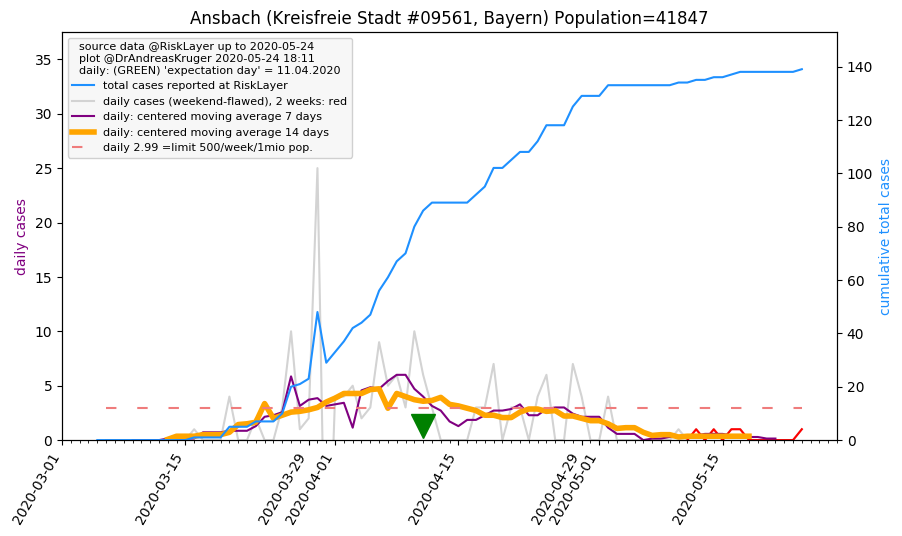 Ansbach (Kreisfreie Stadt #09561, Bayern) Population=41847
source data @RiskLayer up to 2020-05-24
plot @DrAndreasKruger 2020-05-24 18:11
daily: (GREEN) 'expectation day' = 11.04.2020
total cases reported at RiskLayer
daily cases (weekend-flawed), 2 weeks: red
daily: centered moving average 7 days
daily: centered moving average 14 days
daily 2.99 =limit 500/week/1mio pop.
daily cases
35
30
25
20
15
10
5
0
140
120
100
80
60
40
20
0
cumulative total cases
2020-03-01
2020-03-15
2020-03-29
2020-04-01
2020-04-15
2020-04-29
2020-05-01
2020-05-15